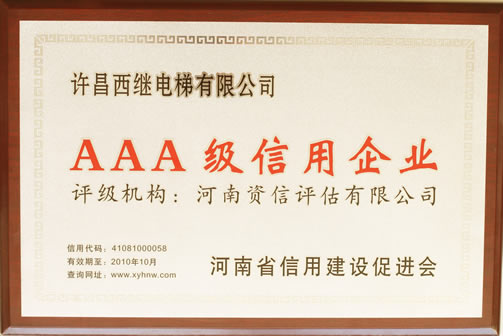 许昌西继电梯有限公司
AAA级信用企业
评级机构：河南资信评估有限公司
信用代码：41081000058
有效期至：2010年10月
查询网址：www.xyhnw.com
河南省信用建设促进会